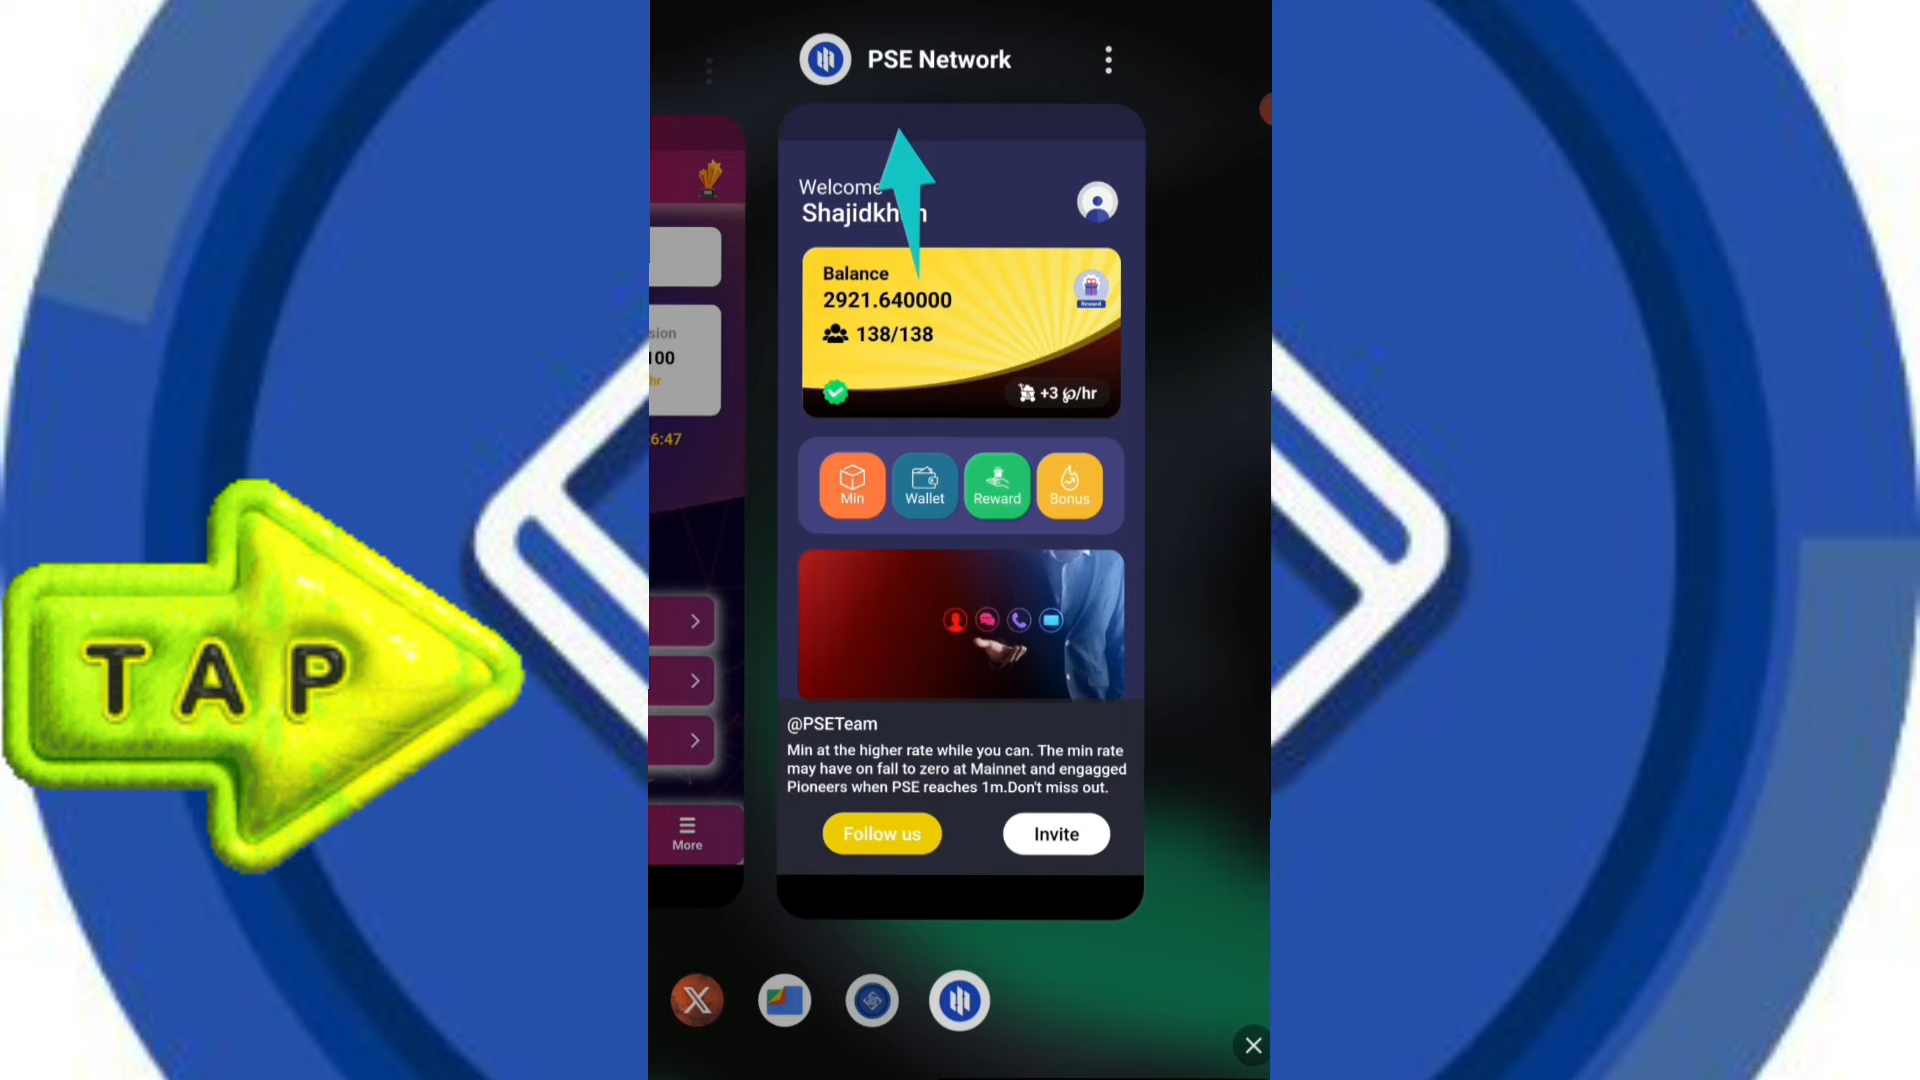 PSE Network
Welcome
Balance
2921.640000
Reward
138/138
+3 ℘/hr
sion
100
hr
6:47
Min
Wallet
Reward
Bonus
TAP
@PSETeam
Min at the higher rate while you can. The min rate
may have on fall to zero at Mainnet and engagged
Pioneers when PSE reaches 1m.Don't miss out.
Follow us
Invite
More